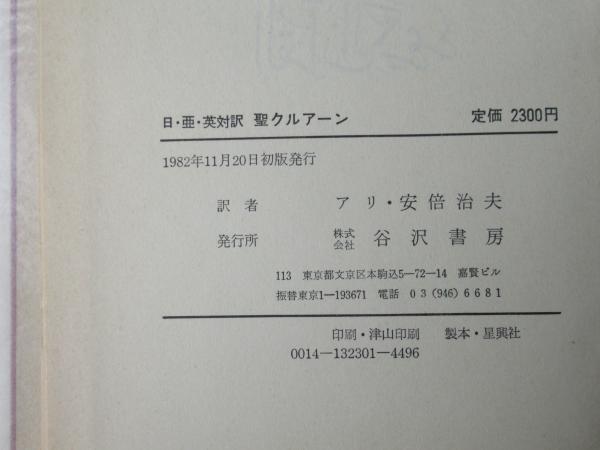 日・亜・英対訳 聖クルアーン 定価 2300円
1982年11月20日初版発行
訳者 アリ・安倍治夫
発行所 株式会社 谷沢書房
113 東京都文京区本駒込5―72―14 嘉賢ビル
振替東京1―193671 電話 03(946)6681
印刷・津山印刷 製本・星興社
0014―132301―4496